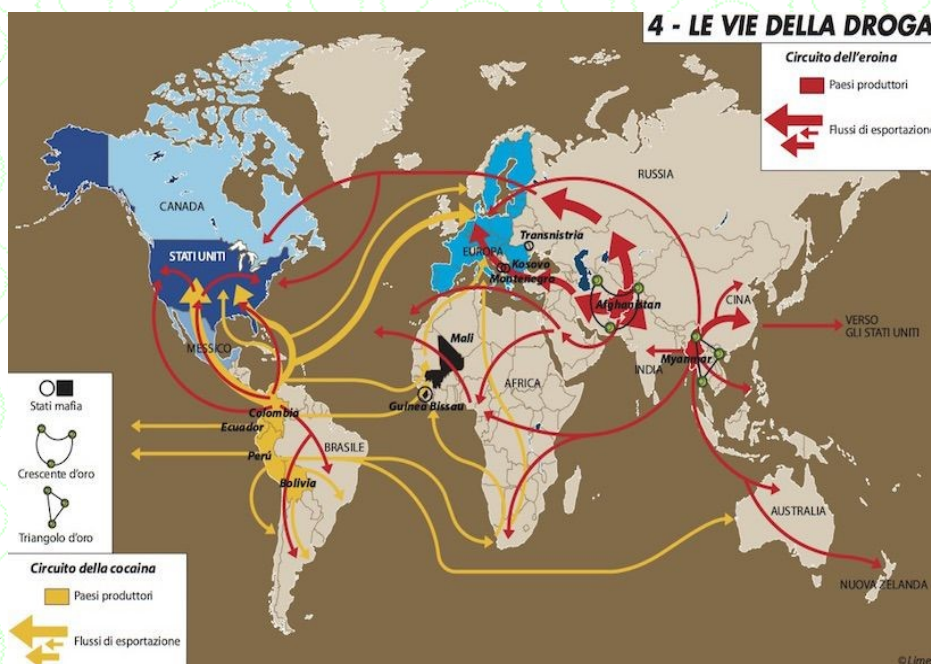 4 - LE VIE DELLA DROGA
Circuito dell'eroina
Paesi produttori
Flussi di esportazione
RUSSIA
CANADA
STATI UNITI
Transnistria
EUROPA
Kosovo
Montenegro
Afghanistan
CINA
VERSO
GLI STATI UNITI
MESSICO
Mali
Myanmar
INDIA
AFRICA
Guinea Bissau
Colombia
Ecuador
BRASILE
Perú
Bolivia
AUSTRALIA
NUOVA ZELANDA
Stati mafia
Crescente d'oro
Triangolo d'oro
Circuito della cocaina
Paesi produttori
Flussi di esportazione
©Limes